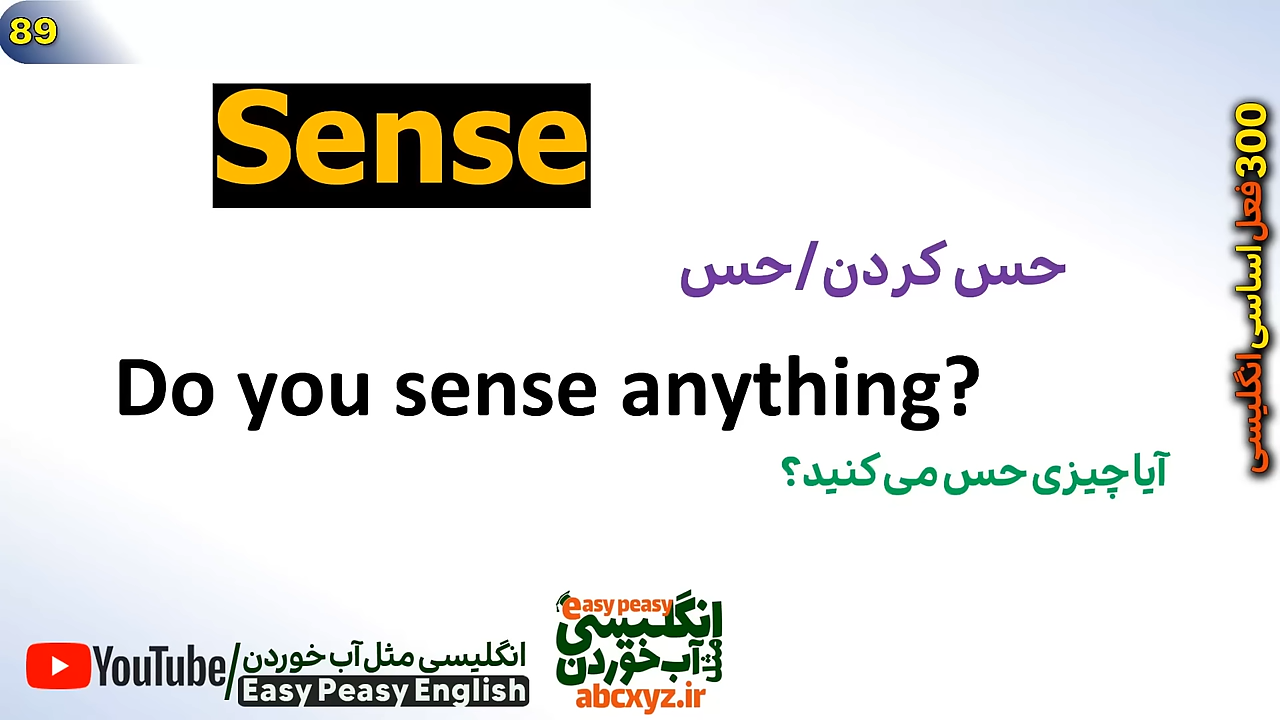 89
Sense
حس کردن/حس
Do you sense anything?
آیا چیزی حس می کنید؟
300 فعل اساسی انگلیسی
YouTube/انگلیسی مثل آب خوردن
Easy Peasy English
easy peasy
انگلیسی
مثل
آب خوردن
abcxyz.ir